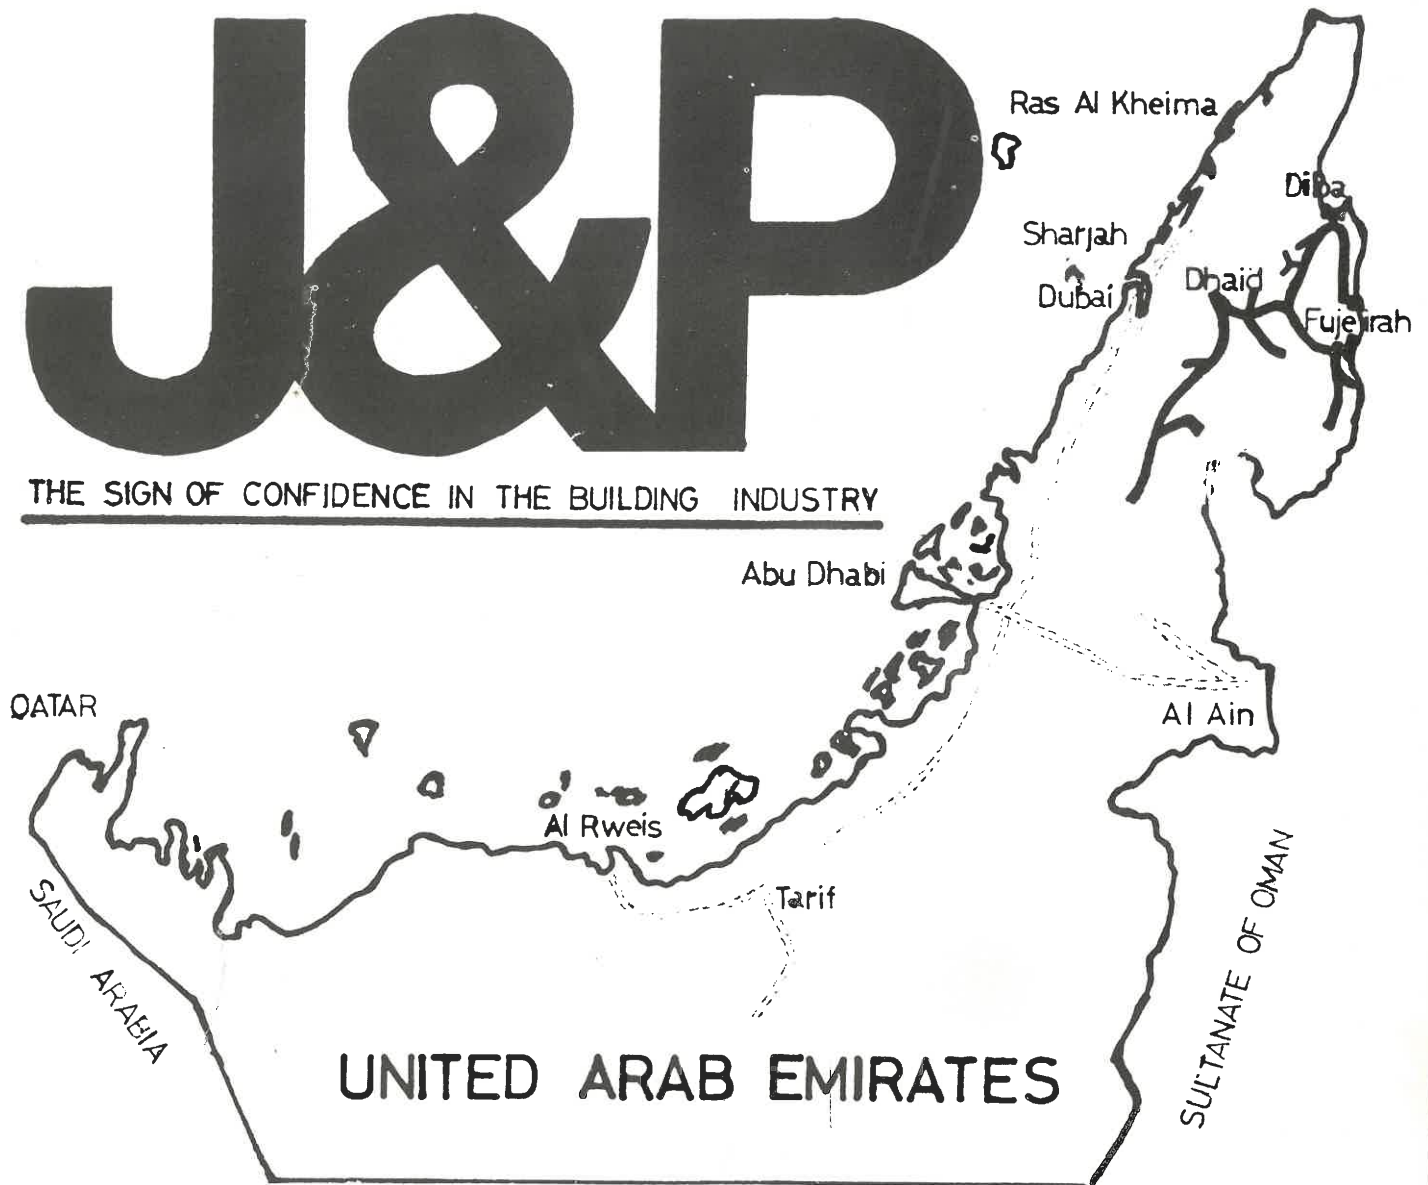 J&P
THE SIGN OF CONFIDENCE IN THE BUILDING INDUSTRY
Ras Al Kheima
Diba
Sharjah
Dubai
Dhaid
Fujeirah
Abu Dhabi
QATAR
Al Ain
Al Rweis
Tarif
SAUDI ARABIA
SULTANATE OF OMAN
UNITED ARAB EMIRATES